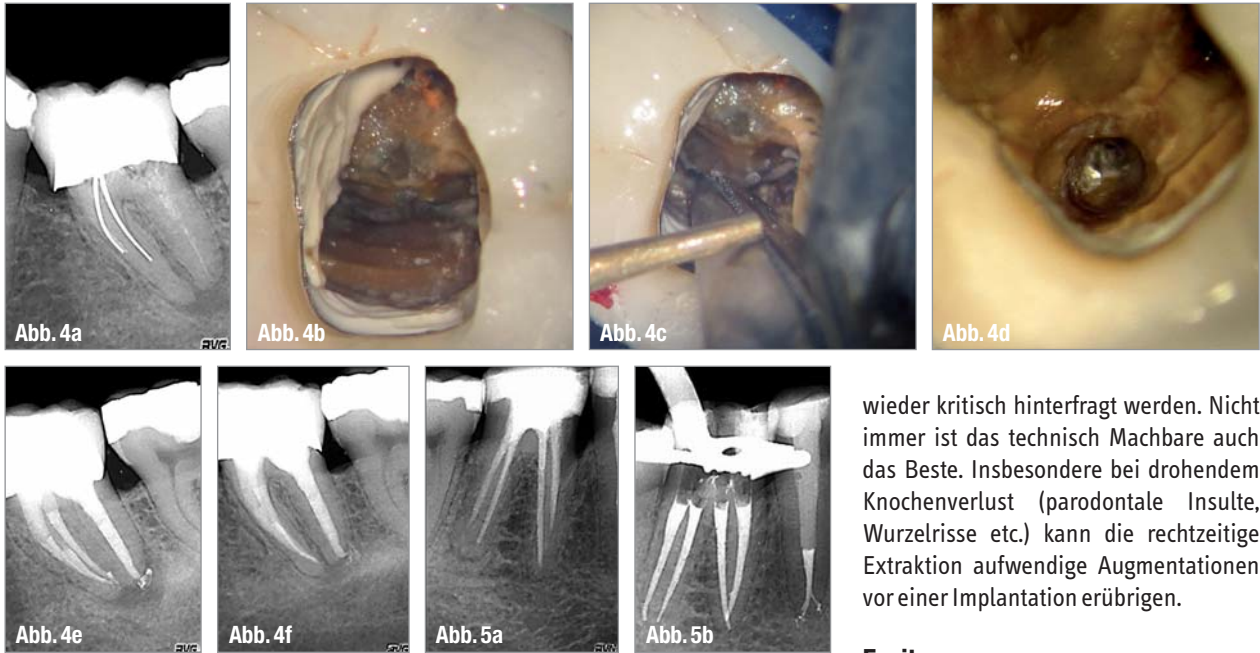 Abb. 4a
Abb. 4b
Abb. 4c
Abb. 4d
Abb. 4e
Abb. 4f
Abb. 5a
Abb. 5b
wieder kritisch hinterfragt werden. Nicht
immer ist das technisch Machbare auch
das Beste. Insbesondere bei drohendem
Knochenverlust (parodontale Insulte,
Wurzelrisse etc.) kann die rechtzeitige
Extraktion aufwendige Augmentationen
vor einer Implantation erübrigen.